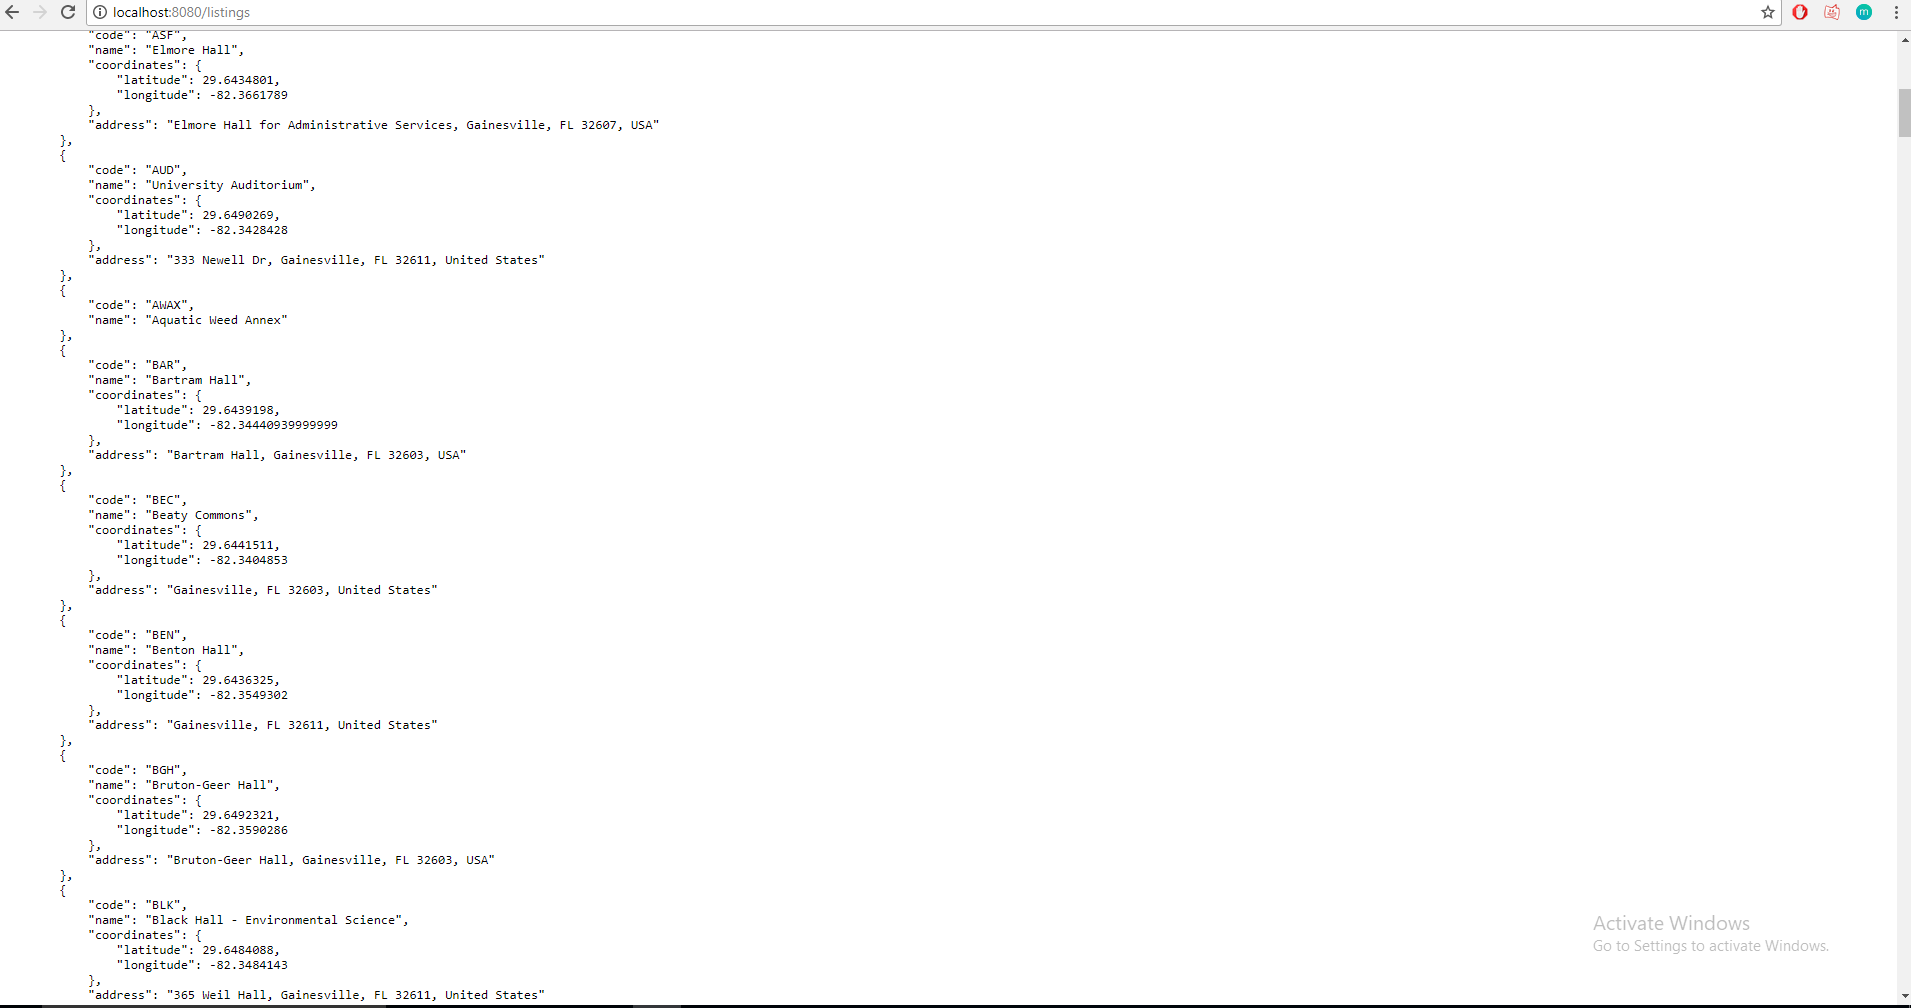 localhost:8080/listings
m
"code": "ASF",
"name": "Elmore Hall",
"coordinates": {
"latitude": 29.6434801,
"longitude": -82.3661789
},
"address": "Elmore Hall for Administrative Services, Gainesville, FL 32607, USA"
},
{
"code": "AUD",
"name": "University Auditorium",
"coordinates": {
"latitude": 29.6490269,
"longitude": -82.3428428
},
"address": "333 Newell Dr, Gainesville, FL 32611, United States"
},
{
"code": "AWAX",
"name": "Aquatic Weed Annex"
},
{
"code": "BAR",
"name": "Bartram Hall",
"coordinates": {
"latitude": 29.6439198,
"longitude": -82.34440939999999
},
"address": "Bartram Hall, Gainesville, FL 32603, USA"
},
{
"code": "BEC",
"name": "Beaty Commons",
"coordinates": {
"latitude": 29.6441511,
"longitude": -82.3404853
},
"address": "Gainesville, FL 32603, United States"
},
{
"code": "BEN",
"name": "Benton Hall",
"coordinates": {
"latitude": 29.6436325,
"longitude": -82.3549302
},
"address": "Gainesville, FL 32611, United States"
},
{
"code": "BGH",
"name": "Bruton-Geer Hall",
"coordinates": {
"latitude": 29.6492321,
"longitude": -82.3590286
},
"address": "Bruton-Geer Hall, Gainesville, FL 32603, USA"
},
{
"code": "BLK",
"name": "Black Hall - Environmental Science",
"coordinates": {
"latitude": 29.6484088,
"longitude": -82.3484143
},
"address": "365 Weil Hall, Gainesville, FL 32611, United States"
Activate Windows
Go to Settings to activate Windows.